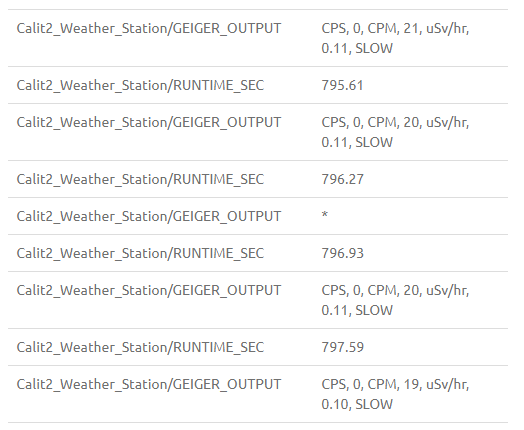 Calit2_Weather_Station/GEIGER_OUTPUT CPS, 0, CPM, 21, uSv/hr,
0.11, SLOW
Calit2_Weather_Station/RUNTIME_SEC 795.61
Calit2_Weather_Station/GEIGER_OUTPUT CPS, 0, CPM, 20, uSv/hr,
0.11, SLOW
Calit2_Weather_Station/RUNTIME_SEC 796.27
Calit2_Weather_Station/GEIGER_OUTPUT *
Calit2_Weather_Station/RUNTIME_SEC 796.93
Calit2_Weather_Station/GEIGER_OUTPUT CPS, 0, CPM, 20, uSv/hr,
0.11, SLOW
Calit2_Weather_Station/RUNTIME_SEC 797.59
Calit2_Weather_Station/GEIGER_OUTPUT CPS, 0, CPM, 19, uSv/hr,
0.10, SLOW